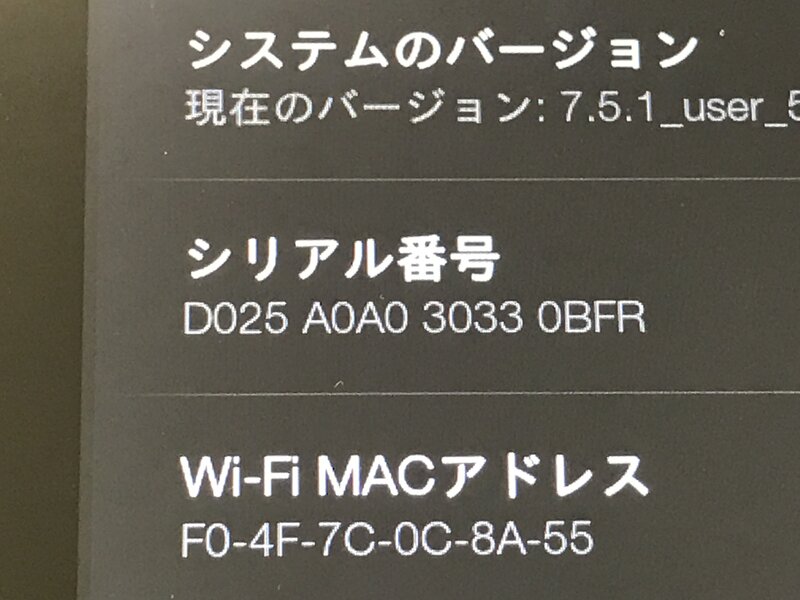 システムのバージョン
現在のバージョン: 7.5.1_user_5
シリアル番号
D025 A0A0 3033 0BFR
Wi-Fi MACアドレス
F0-4F-7C-0C-8A-55